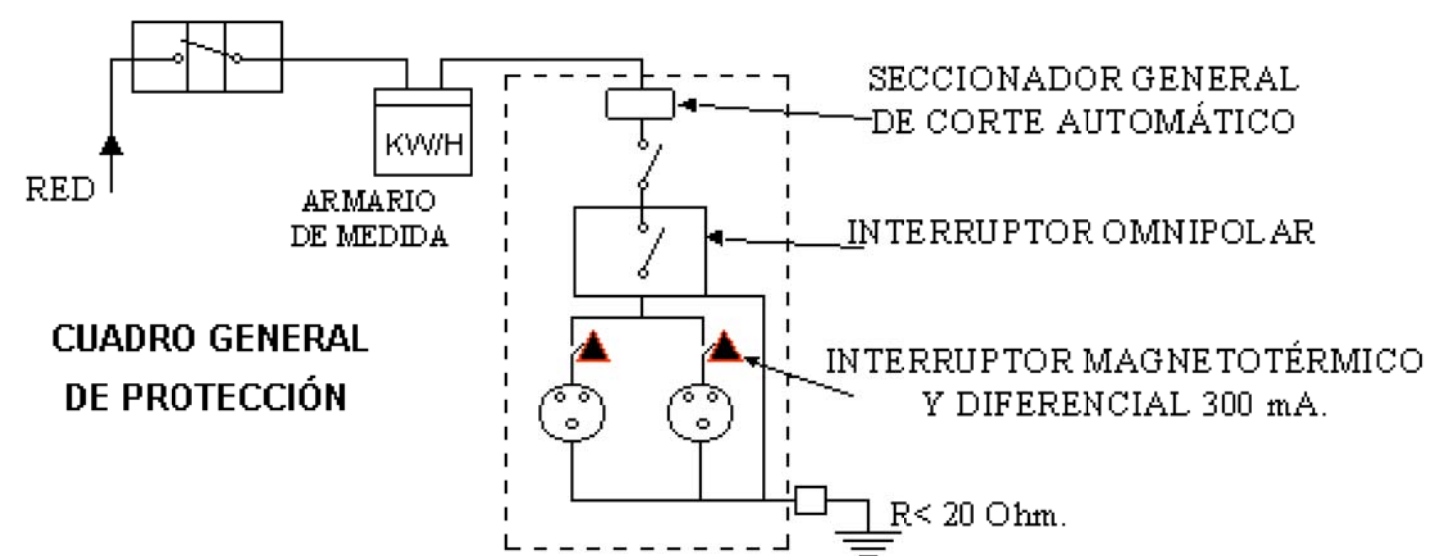 SECCIONADOR GENERAL
DE CORTE AUTOMÁTICO
RED
KW/H
ARMARIO
DE MEDIDA
INTERRUPTOR OMNIPOLAR
CUADRO GENERAL
DE PROTECCIÓN
INTERRUPTOR MAGNETOTÉRMICO
Y DIFERENCIAL 300 mA.
R< 20 Ohm.